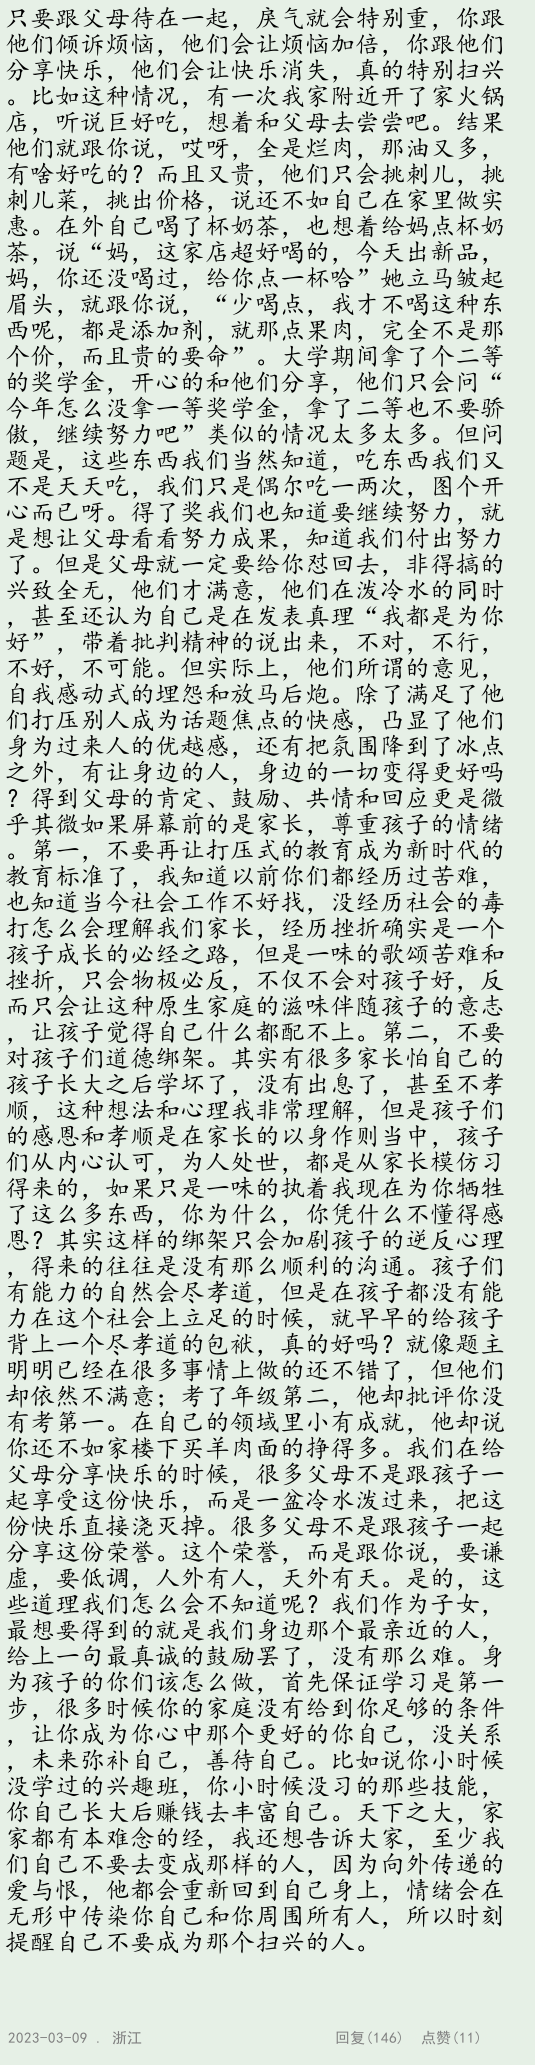 只要跟父母待在一起，戾气就会特别重，你跟
他们倾诉烦恼，他们会让烦恼加倍，你跟他们
分享快乐，他们会让快乐消失，真的特别扫兴
。比如这种情况，有一次我家附近开了家火锅
店，听说巨好吃，想着和父母去尝尝吧。结果
他们就跟你说，哎呀，全是烂肉，那油又多，
有啥好吃的？而且又贵，他们只会挑刺儿，挑
刺儿菜，挑出价格，说还不如自己在家里做实
惠。在外自己喝了杯奶茶，也想着给妈点杯奶
茶，说“妈，这家店超好喝的，今天出新品，
妈，你还没喝过，给你点一杯哈”她立马皱起
眉头，就跟你说，“少喝点，我才不喝这种东
西呢，都是添加剂，就那点果肉，完全不是那
个价，而且贵的要命”。大学期间拿了个二等
的奖学金，开心的和他们分享，他们只会问“
今年怎么没拿一等奖学金，拿了二等也不要骄
傲，继续努力吧”类似的情况太多太多。但问
题是，这些东西我们当然知道，吃东西我们又
不是天天吃，我们只是偶尔吃一两次，图个开
心而已呀。得了奖我们也知道要继续努力，就
是想让父母看看努力成果，知道我们付出努力
了。但是父母就一定要给你怼回去，非得搞的
兴致全无，他们才满意，他们在泼冷水的同时
，甚至还认为自己是在发表真理“我都是为你
好”，带着批判精神的说出来，不对，不行，
不好，不可能。但实际上，他们所谓的意见，
自我感动式的埋怨和放马后炮。除了满足了他
们打压别人成为话题焦点的快感，凸显了他们
身为过来人的优越感，还有把氛围降到了冰点
之外，有让身边的人，身边的一切变得更好吗
？得到父母的肯定、鼓励、共情和回应更是微
乎其微如果屏幕前的是家长，尊重孩子的情绪
。第一，不要再让打压式的教育成为新时代的
教育标准了，我知道以前你们都经历过苦难，
也知道当今社会工作不好找，没经历社会的毒
打怎么会理解我们家长，经历挫折确实是一个
孩子成长的必经之路，但是一味的歌颂苦难和
挫折，只会物极必反，不仅不会对孩子好，反
而只会让这种原生家庭的滋味伴随孩子的意志
，让孩子觉得自己什么都配不上。第二，不要
对孩子们道德绑架。其实有很多家长怕自己的
孩子长大之后学坏了，没有出息了，甚至不孝
顺，这种想法和心理我非常理解，但是孩子们
的感恩和孝顺是在家长的以身作则当中，孩子
们从内心认可，为人处世，都是从家长模仿习
得来的，如果只是一味的执着我现在为你牺牲
了这么多东西，你为什么，你凭什么不懂得感
恩？其实这样的绑架只会加剧孩子的逆反心理
，得来的往往是没有那么顺利的沟通。孩子们
有能力的自然会尽孝道，但是在孩子都没有能
力在这个社会上立足的时候，就早早的给孩子
背上一个尽孝道的包袱，真的好吗？就像题主
明明已经在很多事情上做的还不错了，但他们
却依然不满意；考了年级第二，他却批评你没
有考第一。在自己的领域里小有成就，他却说
你还不如家楼下买羊肉面的挣得多。我们在给
父母分享快乐的时候，很多父母不是跟孩子一
起享受这份快乐，而是一盆冷水泼过来，把这
份快乐直接浇灭掉。很多父母不是跟孩子一起
分享这份荣誉。这个荣誉，而是跟你说，要谦
虚，要低调，人外有人，天外有天。是的，这
些道理我们怎么会不知道呢？我们作为子女，
最想要得到的就是我们身边那个最亲近的人，
给上一句最真诚的鼓励罢了，没有那么难。身
为孩子的你们该怎么做，首先保证学习是第一
步，很多时候你的家庭没有给到你足够的条件
，让你成为你心中那个更好的你自己，没关系
，未来弥补自己，善待自己。比如说你小时候
没学过的兴趣班，你小时候没习的那些技能，
你自己长大后赚钱去丰富自己。天下之大，家
家都有本难念的经，我还想告诉大家，至少我
们自己不要去变成那样的人，因为向外传递的
爱与恨，他都会重新回到自己身上，情绪会在
无形中传染你自己和你周围所有人，所以时刻
提醒自己不要成为那个扫兴的人。
2023-03-09 . 浙江 回复(146) 点赞(11)